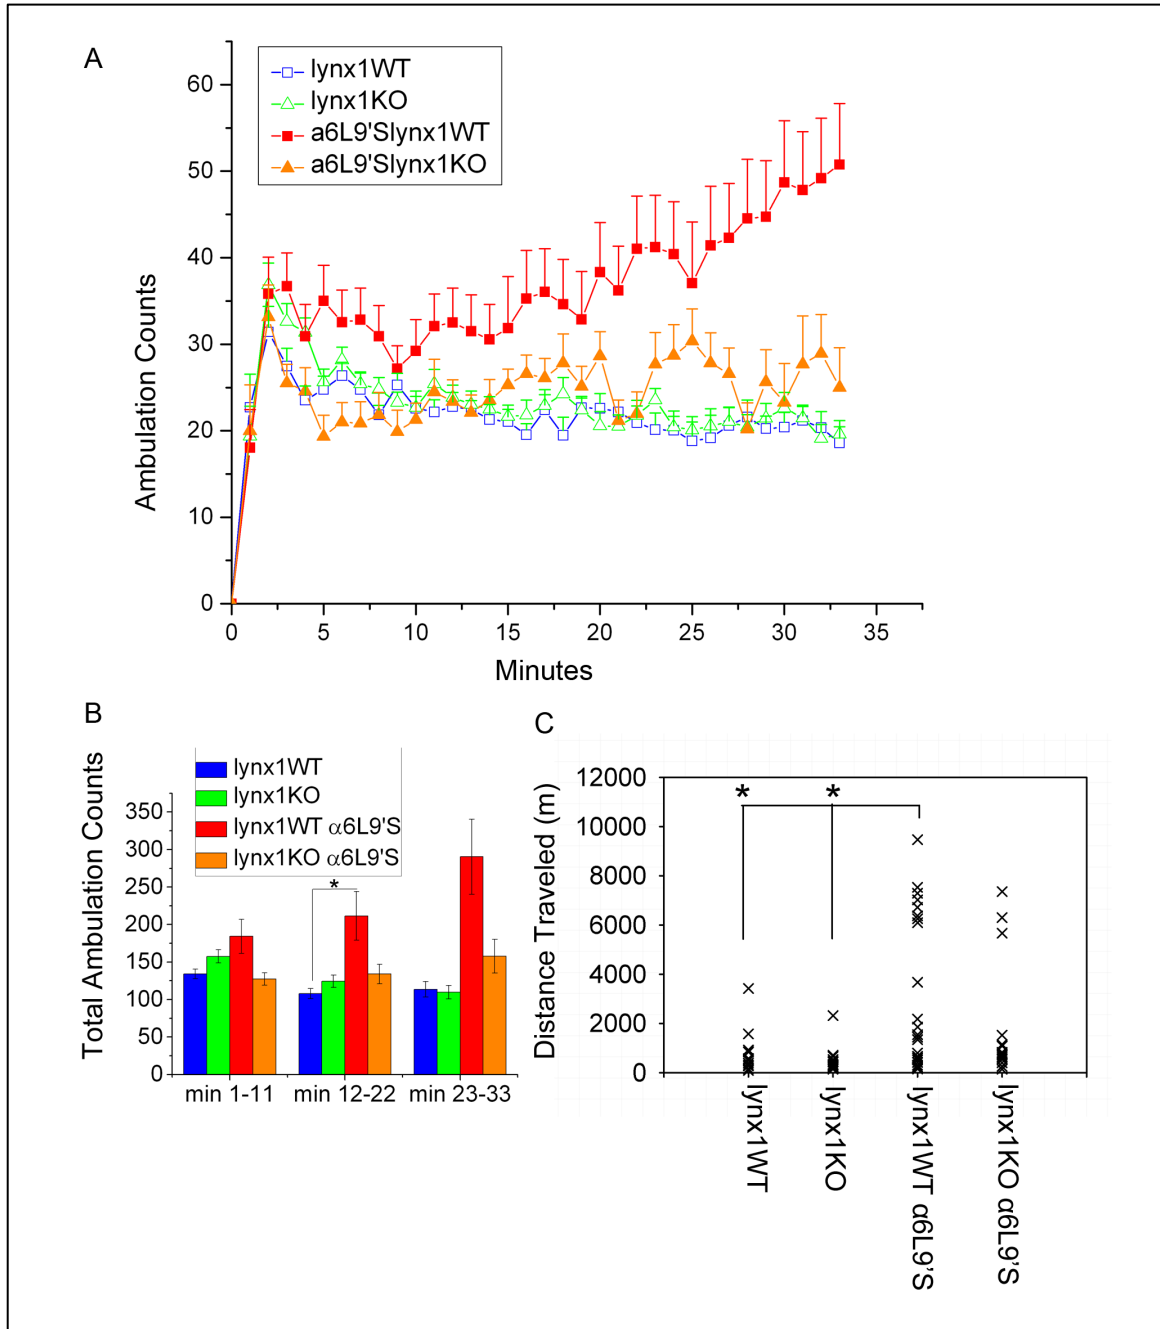 A
lynx1WT
lynx1KO
a6L9'Slynx1WT
a6L9'Slynx1KO
Ambulation Counts
60
50
40
30
20
10
0
0 5 10 15 20 25 30 35
Minutes
B
lynx1WT
lynx1KO
lynx1WT α6L9'S
lynx1KO α6L9'S
Total Ambulation Counts
350
300
250
200
150
100
50
0
*
min 1-11 min 12-22 min 23-33
C
Distance Traveled (m)
12000
10000
8000
6000
4000
2000
0
* *
lynx1WT
lynx1KO
lynx1WT α6L9'S
lynx1KO α6L9'S